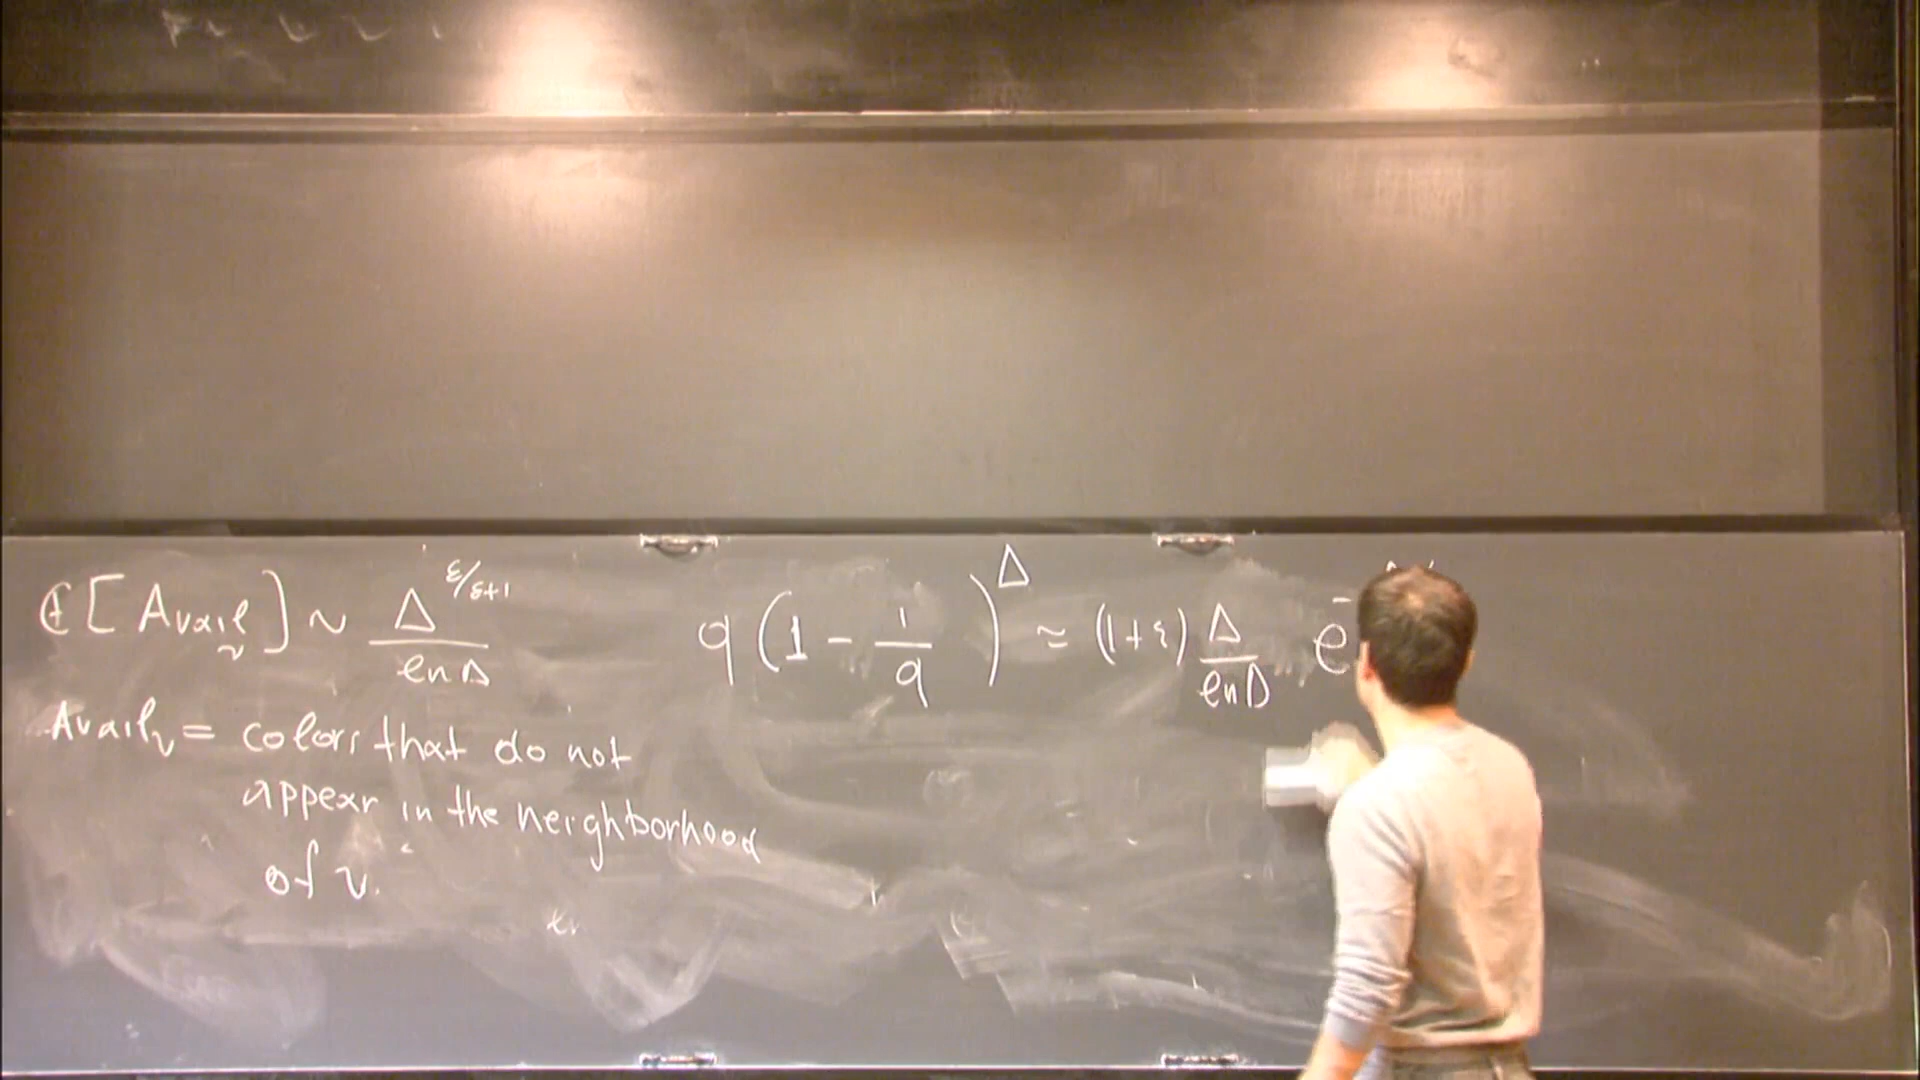 𝔼[Avail_v] ~ Δ^{ε/ε+1} / ln Δ
q(1 - 1/q)^Δ ≈ (1+ε) Δ/lnΔ e^-
Avail_v = colors that do not
appear in the neighborhood
of v.